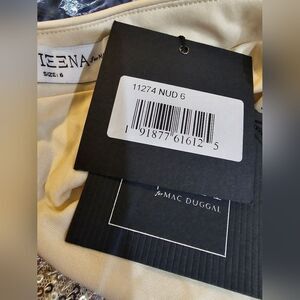 IEENA
SIZE: 6
11274 NUD 6
1 91877 61612 5
for MAC DUGGAL